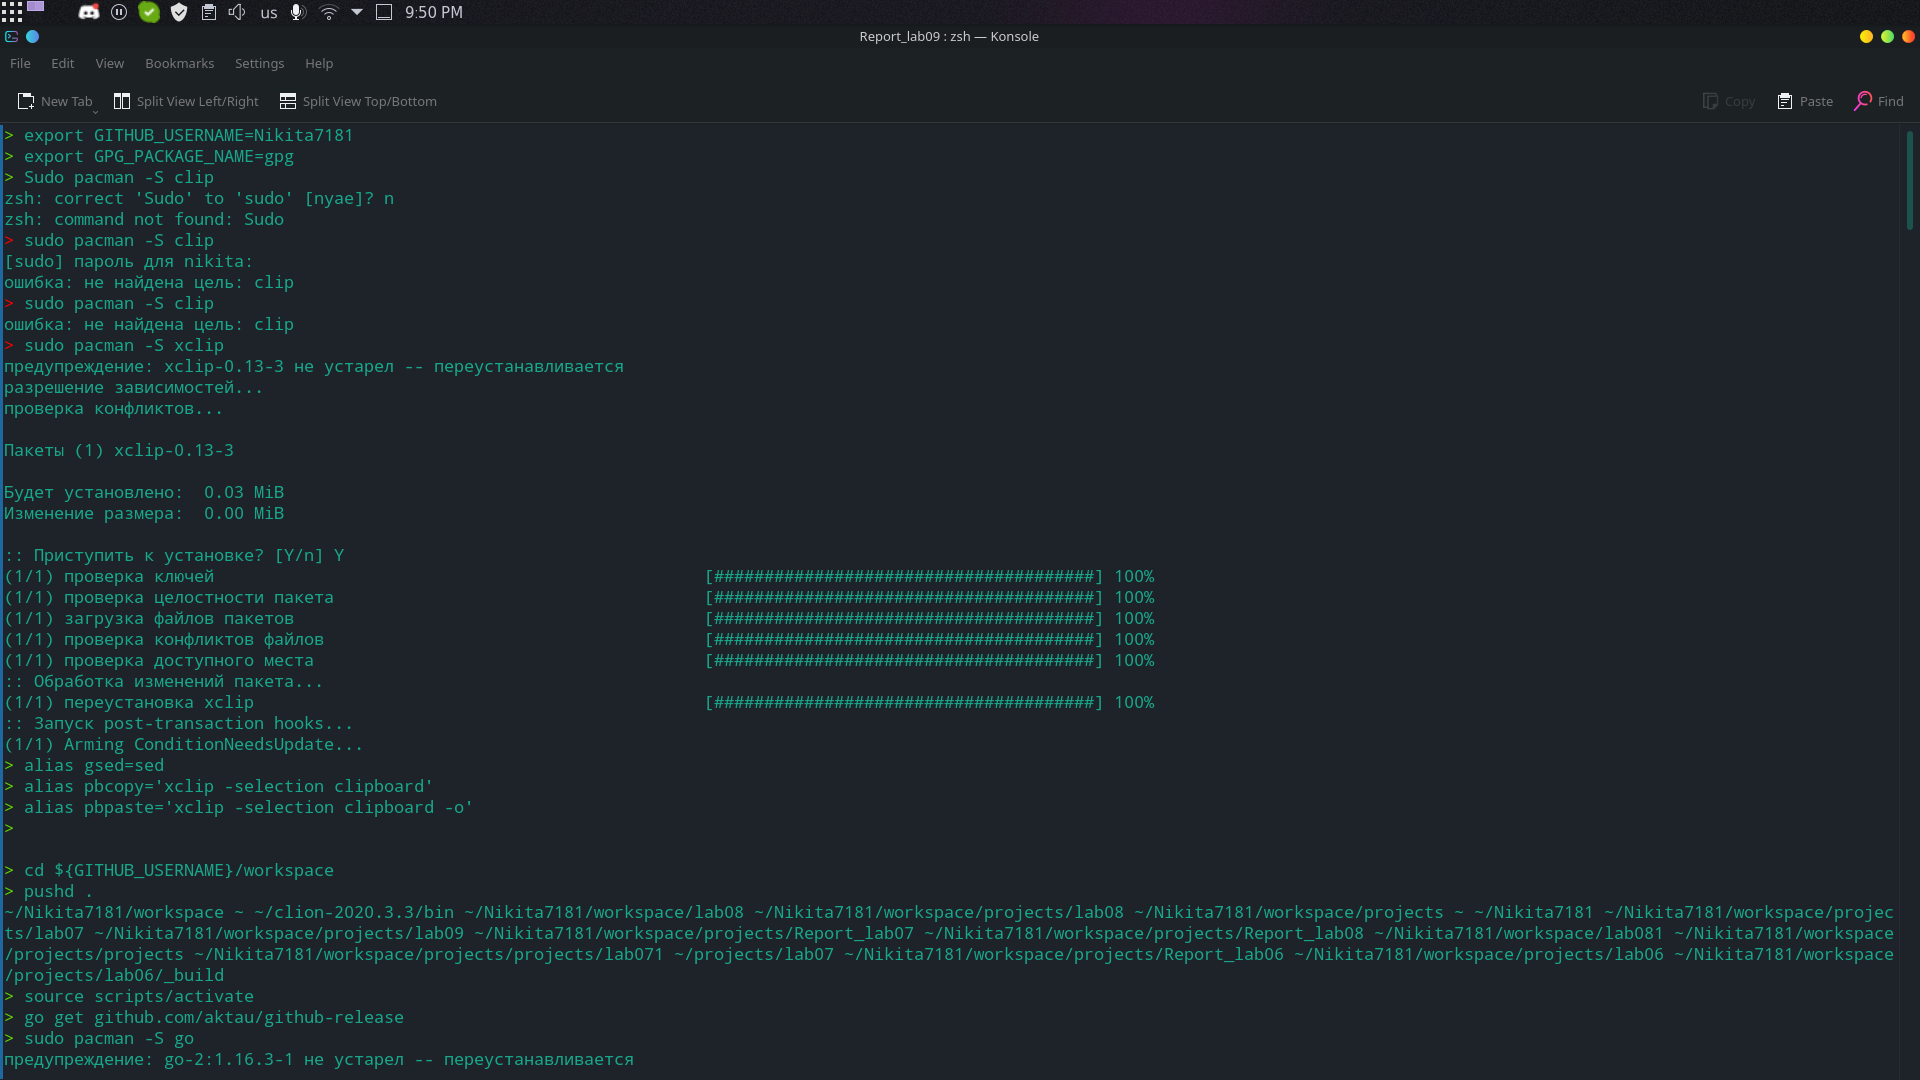 us 9:50 PM
Report_lab09 : zsh — Konsole
File Edit View Bookmarks Settings Help
New Tab Split View Left/Right Split View Top/Bottom Copy Paste Find
> export GITHUB_USERNAME=Nikita7181
> export GPG_PACKAGE_NAME=gpg
> Sudo pacman -S clip
zsh: correct 'Sudo' to 'sudo' [nyae]? n
zsh: command not found: Sudo
> sudo pacman -S clip
[sudo] пароль для nikita:
ошибка: не найдена цель: clip
> sudo pacman -S clip
ошибка: не найдена цель: clip
> sudo pacman -S xclip
предупреждение: xclip-0.13-3 не устарел -- переустанавливается
разрешение зависимостей...
проверка конфликтов...
Пакеты (1) xclip-0.13-3
Будет установлено:  0.03 MiB
Изменение размера:  0.00 MiB
:: Приступить к установке? [Y/n] Y
(1/1) проверка ключей [######################################] 100%
(1/1) проверка целостности пакета [######################################] 100%
(1/1) загрузка файлов пакетов [######################################] 100%
(1/1) проверка конфликтов файлов [######################################] 100%
(1/1) проверка доступного места [######################################] 100%
:: Обработка изменений пакета...
(1/1) переустановка xclip [######################################] 100%
:: Запуск post-transaction hooks...
(1/1) Arming ConditionNeedsUpdate...
> alias gsed=sed
> alias pbcopy='xclip -selection clipboard'
> alias pbpaste='xclip -selection clipboard -o'
>
> cd ${GITHUB_USERNAME}/workspace
> pushd .
~/Nikita7181/workspace ~ ~/clion-2020.3.3/bin ~/Nikita7181/workspace/lab08 ~/Nikita7181/workspace/projects/lab08 ~/Nikita7181/workspace/projects ~ ~/Nikita7181 ~/Nikita7181/workspace/projec
ts/lab07 ~/Nikita7181/workspace/projects/lab09 ~/Nikita7181/workspace/projects/Report_lab07 ~/Nikita7181/workspace/projects/Report_lab08 ~/Nikita7181/workspace/lab081 ~/Nikita7181/workspace
/projects/projects ~/Nikita7181/workspace/projects/projects/lab071 ~/projects/lab07 ~/Nikita7181/workspace/projects/Report_lab06 ~/Nikita7181/workspace/projects/lab06 ~/Nikita7181/workspace
/projects/lab06/_build
> source scripts/activate
> go get github.com/aktau/github-release
> sudo pacman -S go
предупреждение: go-2:1.16.3-1 не устарел -- переустанавливается